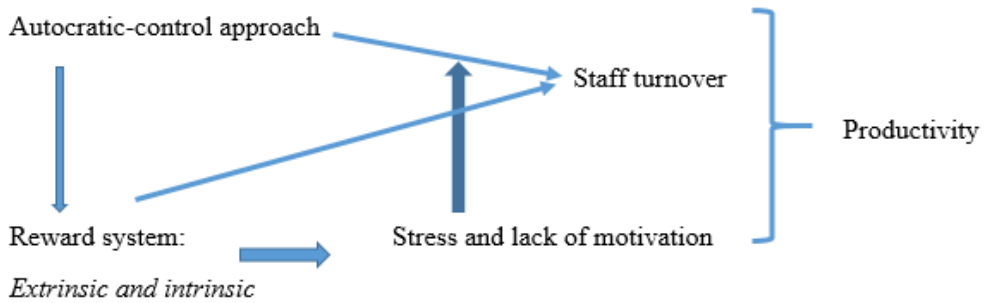 Autocratic-control approach
Staff turnover
Productivity
Reward system:
Stress and lack of motivation
Extrinsic and intrinsic